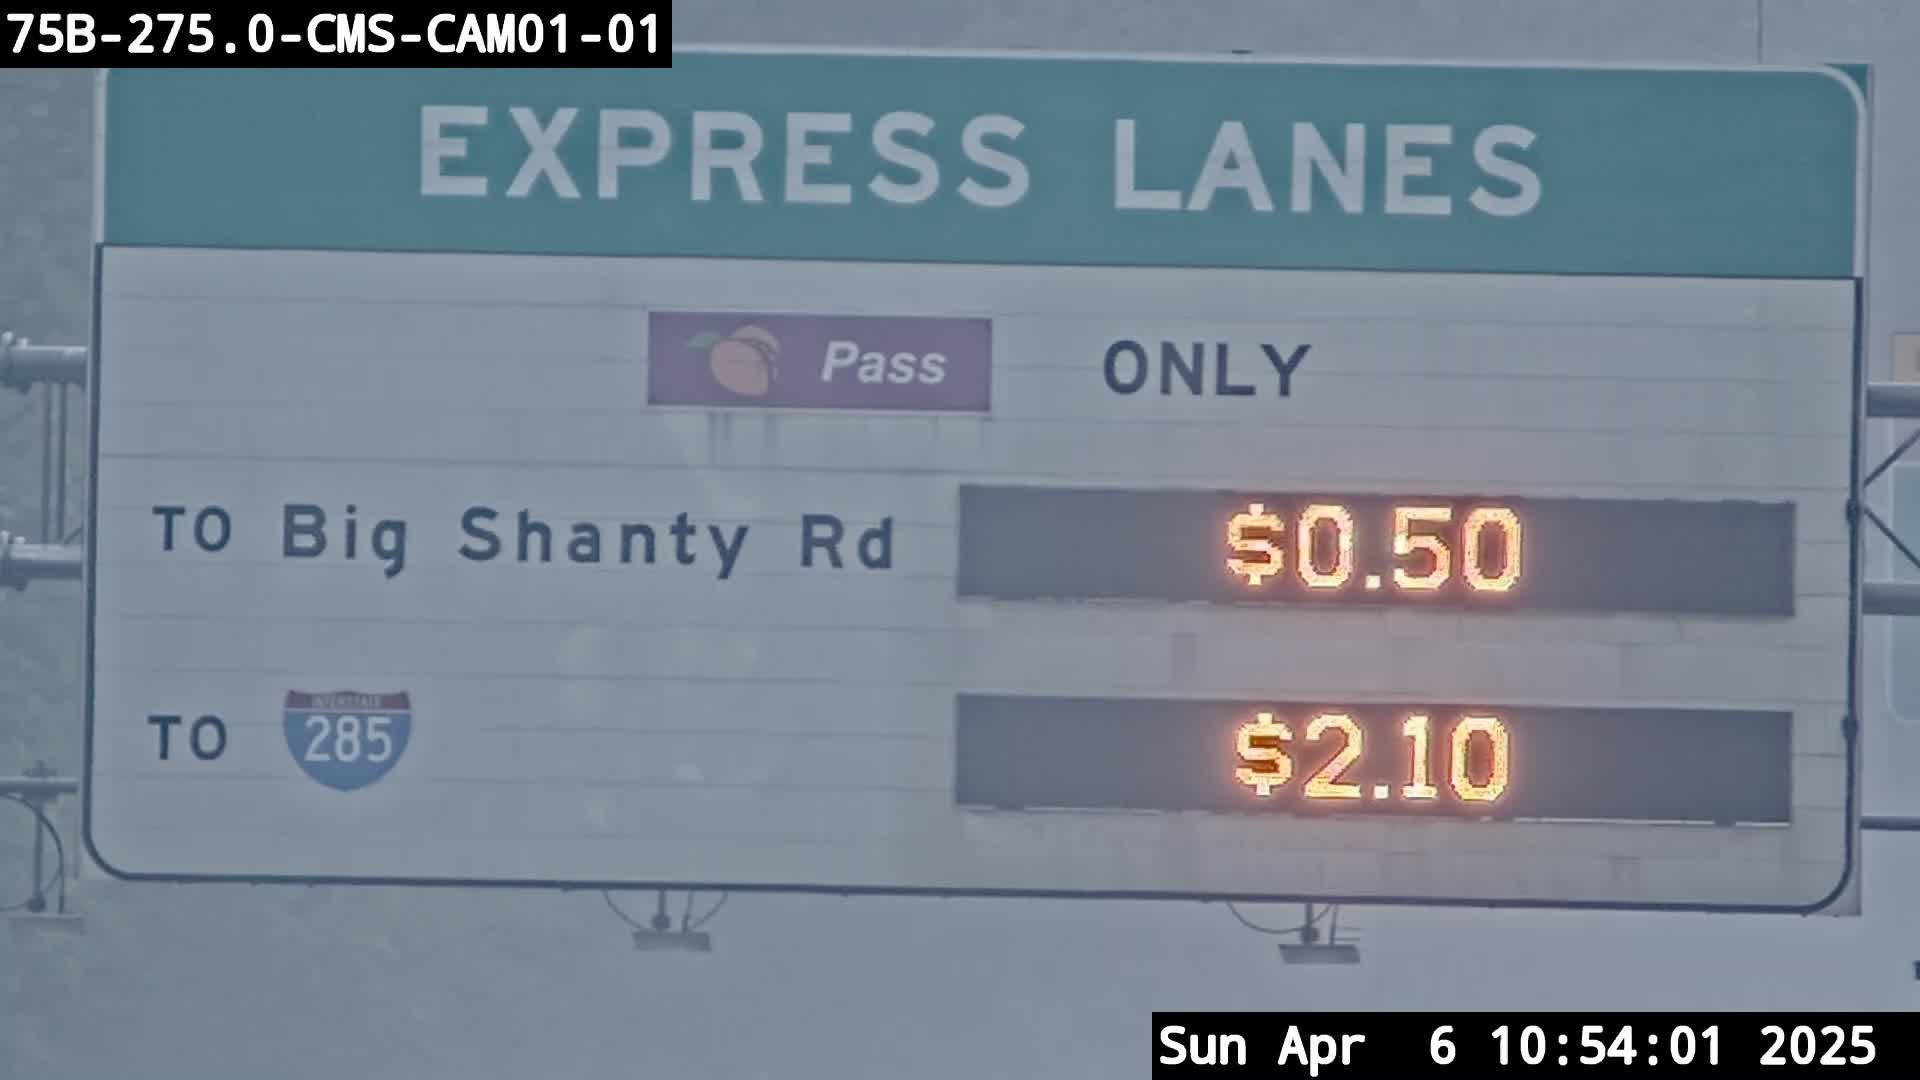 75B-275.0-CMS-CAM01-01
EXPRESS LANES
Pass ONLY
TO Big Shanty Rd $0.50
INTERSTATE
TO 285 $2.10
Sun Apr 6 10:54:01 2025